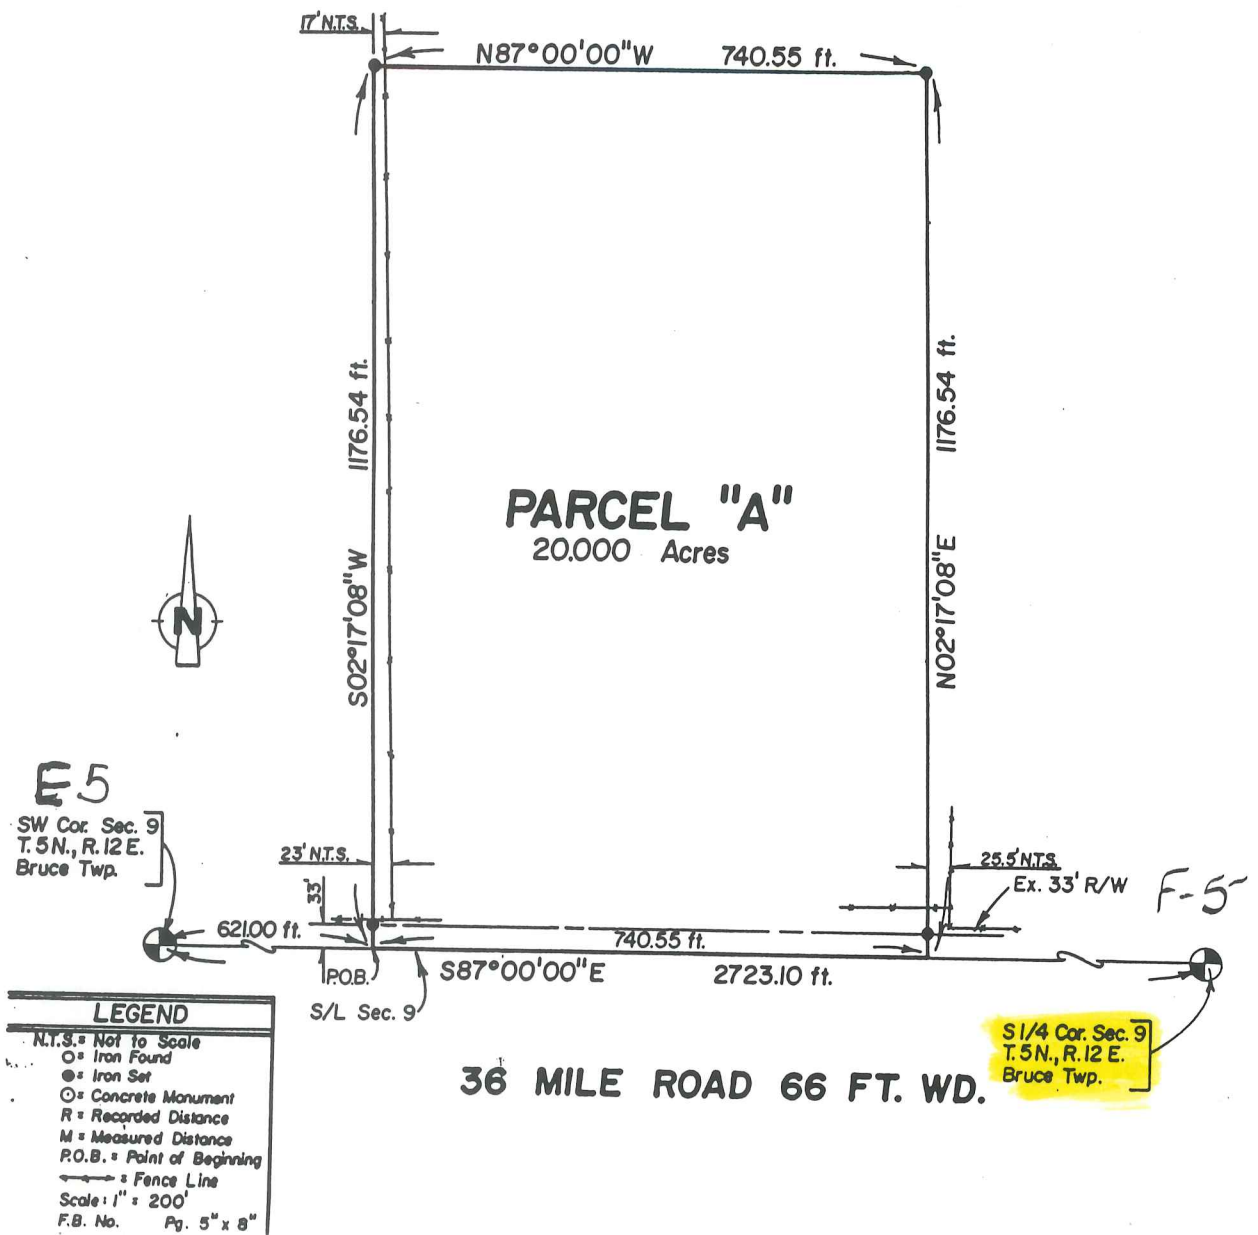 17' N.T.S.
N87°00'00"W 740.55 ft.
1176.54 ft.
S02°17'08"W
1176.54 ft.
N02°17'08"E
PARCEL "A"
20.000 Acres
N
E5
SW Cor. Sec. 9
T. 5N., R. 12 E.
Bruce Twp.
23' N.T.S.
33'
25.5' N.T.S.
Ex. 33' R/W
F-5
621.00 ft.
740.55 ft.
P.O.B.
S87°00'00"E 2723.10 ft.
S/L Sec. 9
S 1/4 Cor. Sec. 9
T. 5N., R. 12 E.
Bruce Twp.
36 MILE ROAD 66 FT. WD.
LEGEND
N.T.S. = Not to Scale
= Iron Found
= Iron Set
= Concrete Monument
R = Recorded Distance
M = Measured Distance
P.O.B. = Point of Beginning
= Fence Line
Scale: 1" = 200'
F.B. No. Pg. 5" x 8"